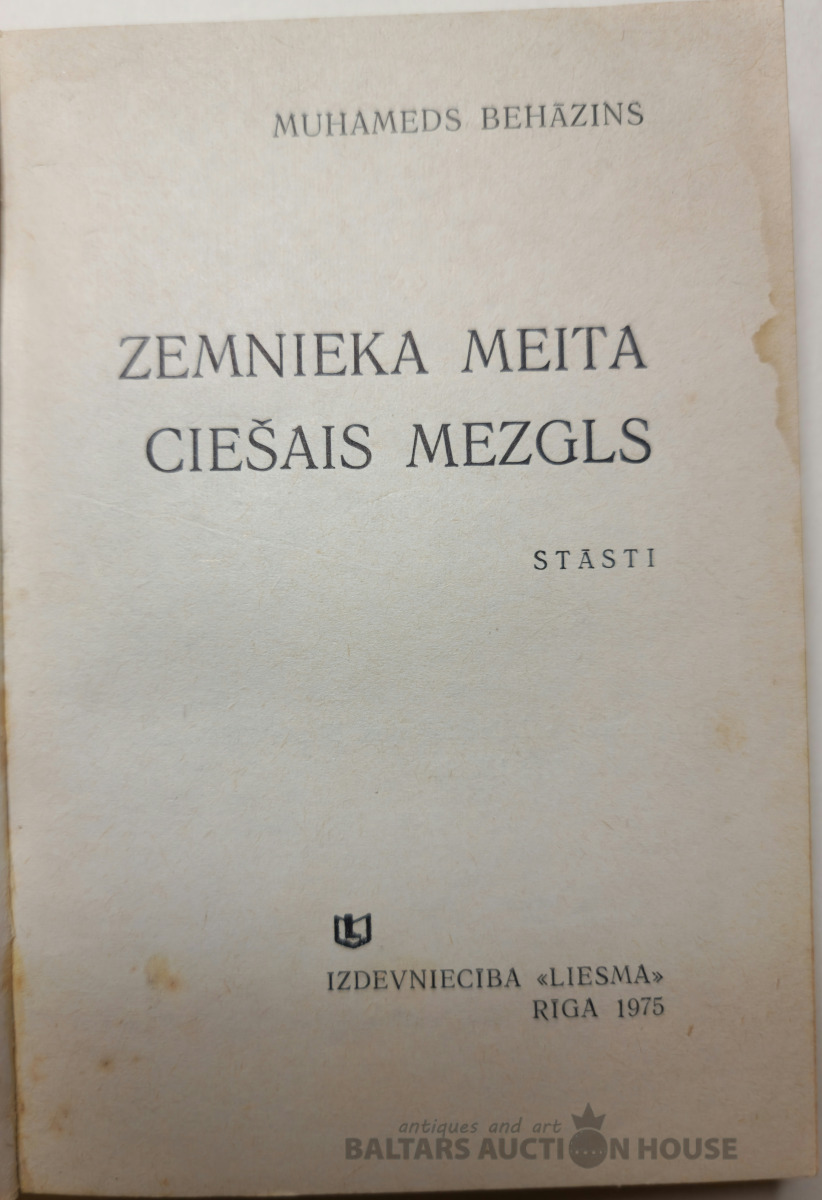 MUHAMEDS BEHĀZINS
ZEMNIEKA MEITA
CIEŠAIS MEZGLS
STĀSTI
L
IZDEVNIECĪBA «LIESMA»
RĪGA 1975
antiques and art
BALTARS AUCTION HOUSE